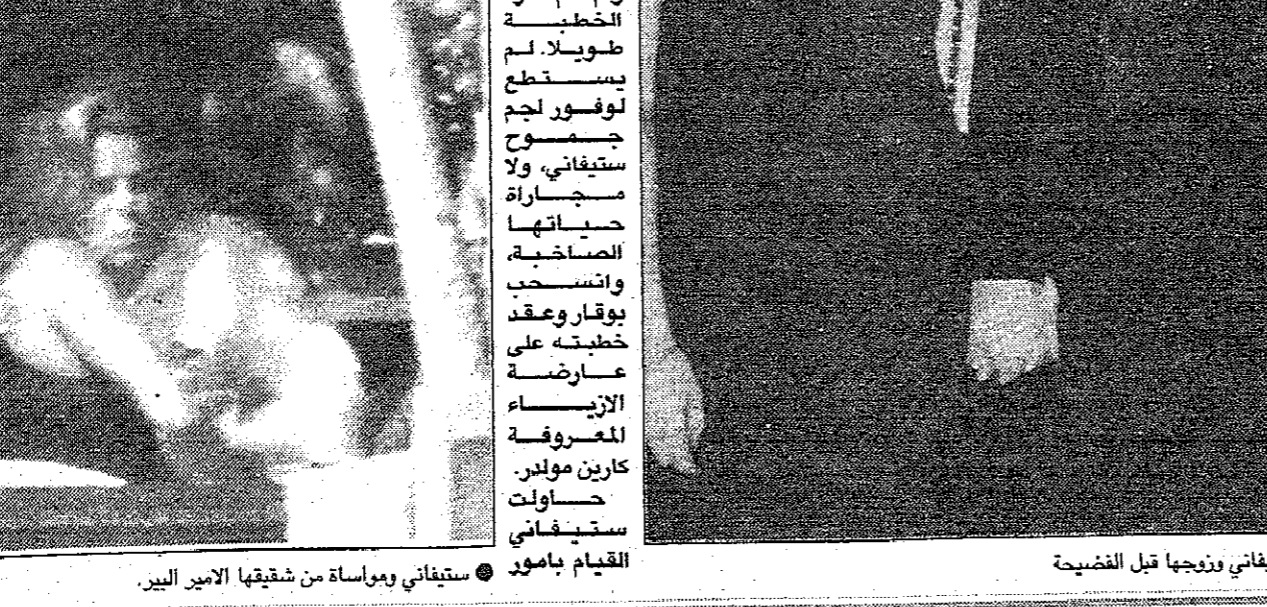 الخطبة
طويلا. لم
يستطع
لوفور لجم
جموح
ستيفاني، ولا
مجاراة
حياتها
الصاخبة،
وانسحب
بوقار وعقد
خطبته على
عارضة
الازياء
المعروفة
كارين مولدر.
حاولت
ستيفاني
القيام بامور
يفاني وزوجها قبل الفضيحة
ستيفاني ومواساة من شقيقها الامير البير.